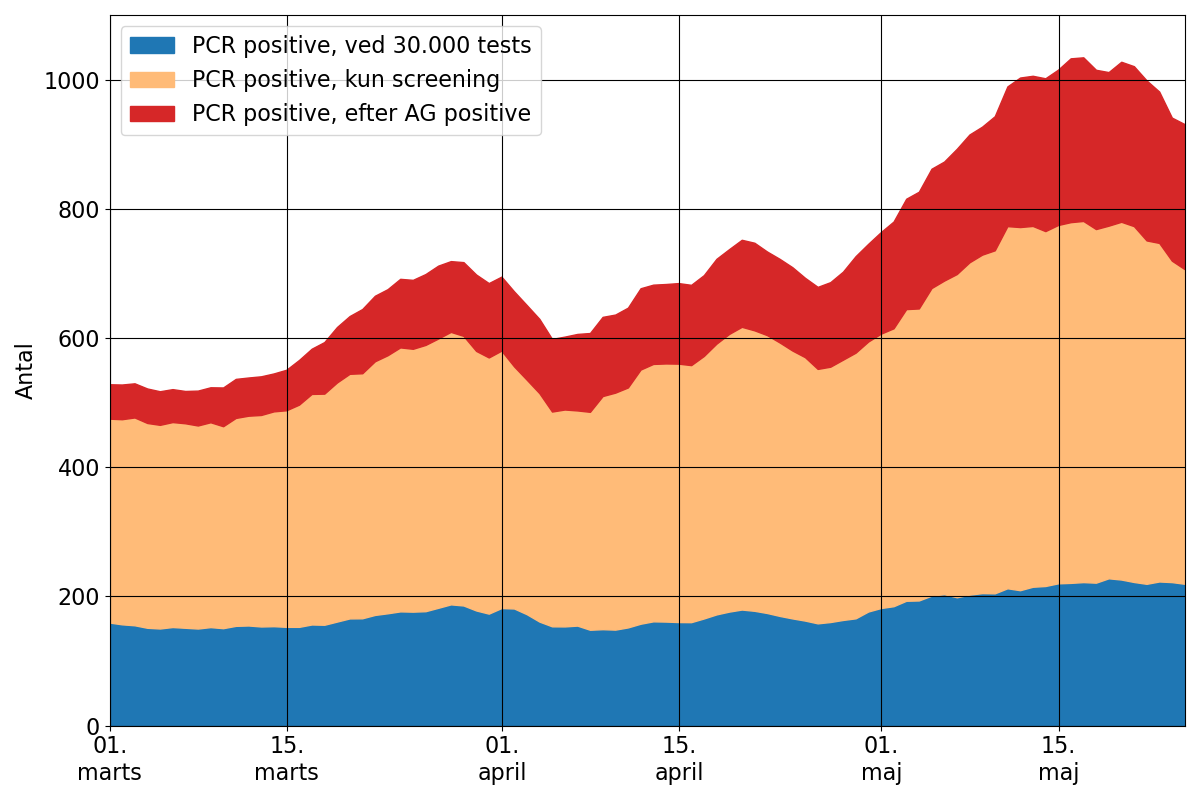 PCR positive, ved 30.000 tests
PCR positive, kun screening
PCR positive, efter AG positive
Antal
1000
800
600
400
200
0
01.
marts
15.
marts
01.
april
15.
april
01.
maj
15.
maj